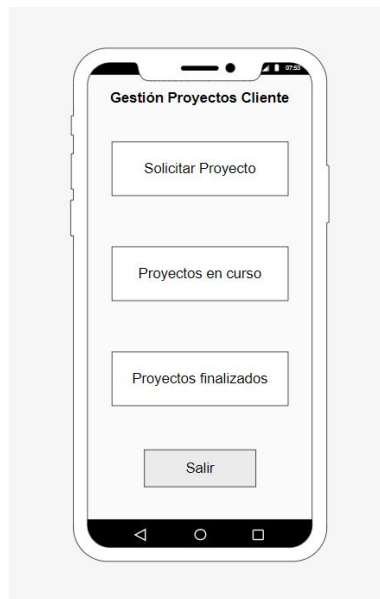 07:53
Gestión Proyectos Cliente
Solicitar Proyecto
Proyectos en curso
Proyectos finalizados
Salir